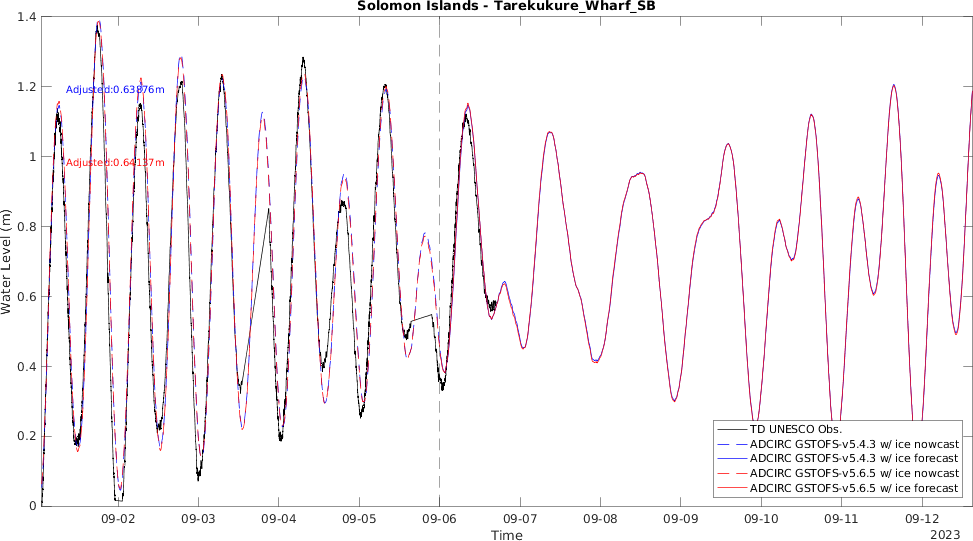 Solomon Islands - Tarekukure_Wharf_SB
1.4
1.2
1
0.8
0.6
0.4
0.2
0
Water Level (m)
Adjusted:0.63876m
Adjusted:0.64137m
TD UNESCO Obs.
ADCIRC GSTOFS-v5.4.3 w/ ice nowcast
ADCIRC GSTOFS-v5.4.3 w/ ice forecast
ADCIRC GSTOFS-v5.6.5 w/ ice nowcast
ADCIRC GSTOFS-v5.6.5 w/ ice forecast
09-02 09-03 09-04 09-05 09-06 09-07 09-08 09-09 09-10 09-11 09-12
Time
2023